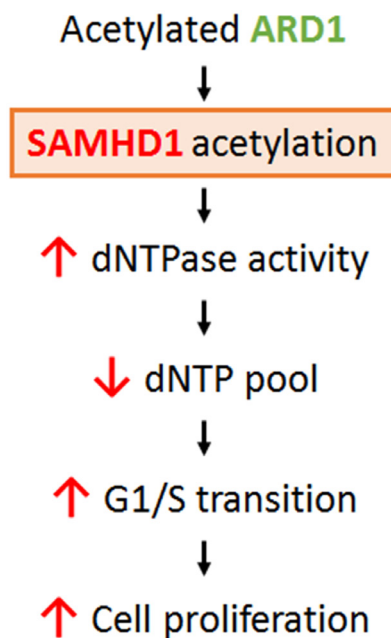 Acetylated ARD1
SAMHD1 acetylation
↑ dNTPase activity
↓ dNTP pool
↑ G1/S transition
↑ Cell proliferation